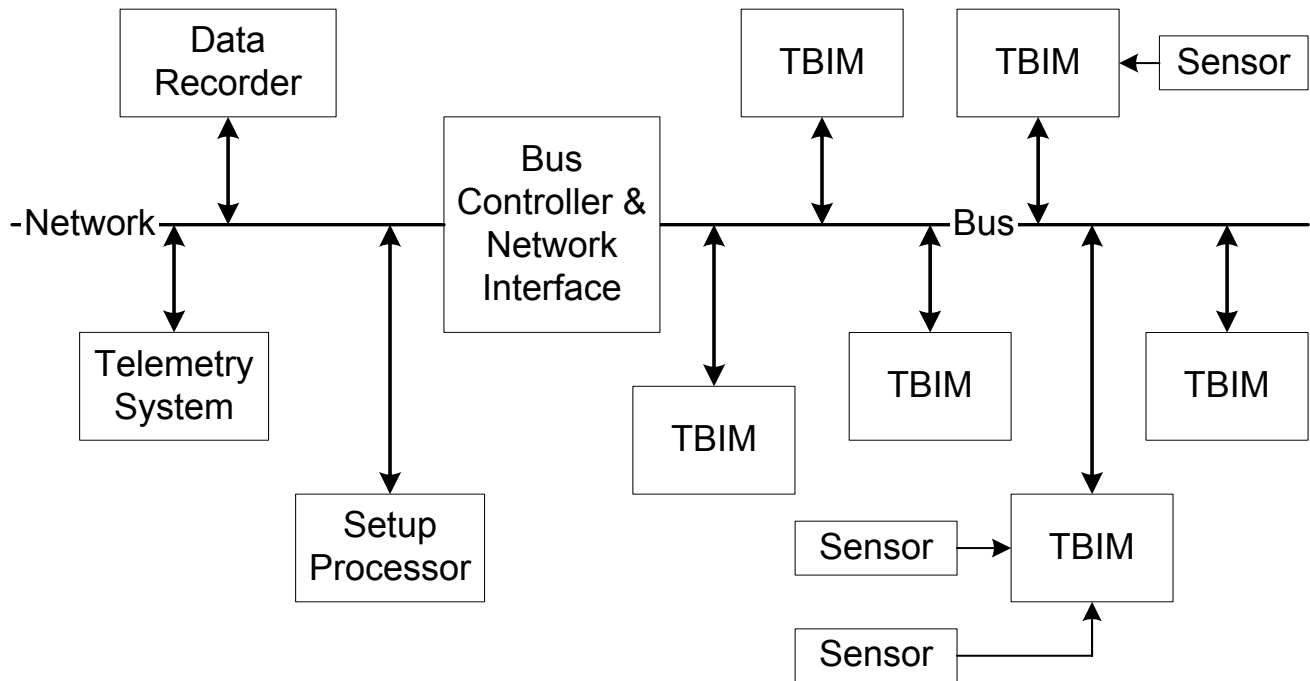 Data
Recorder
TBIM
TBIM
Sensor
Bus
Controller &
Network
Interface
-Network
Bus
Telemetry
System
TBIM
TBIM
TBIM
Setup
Processor
Sensor
TBIM
Sensor